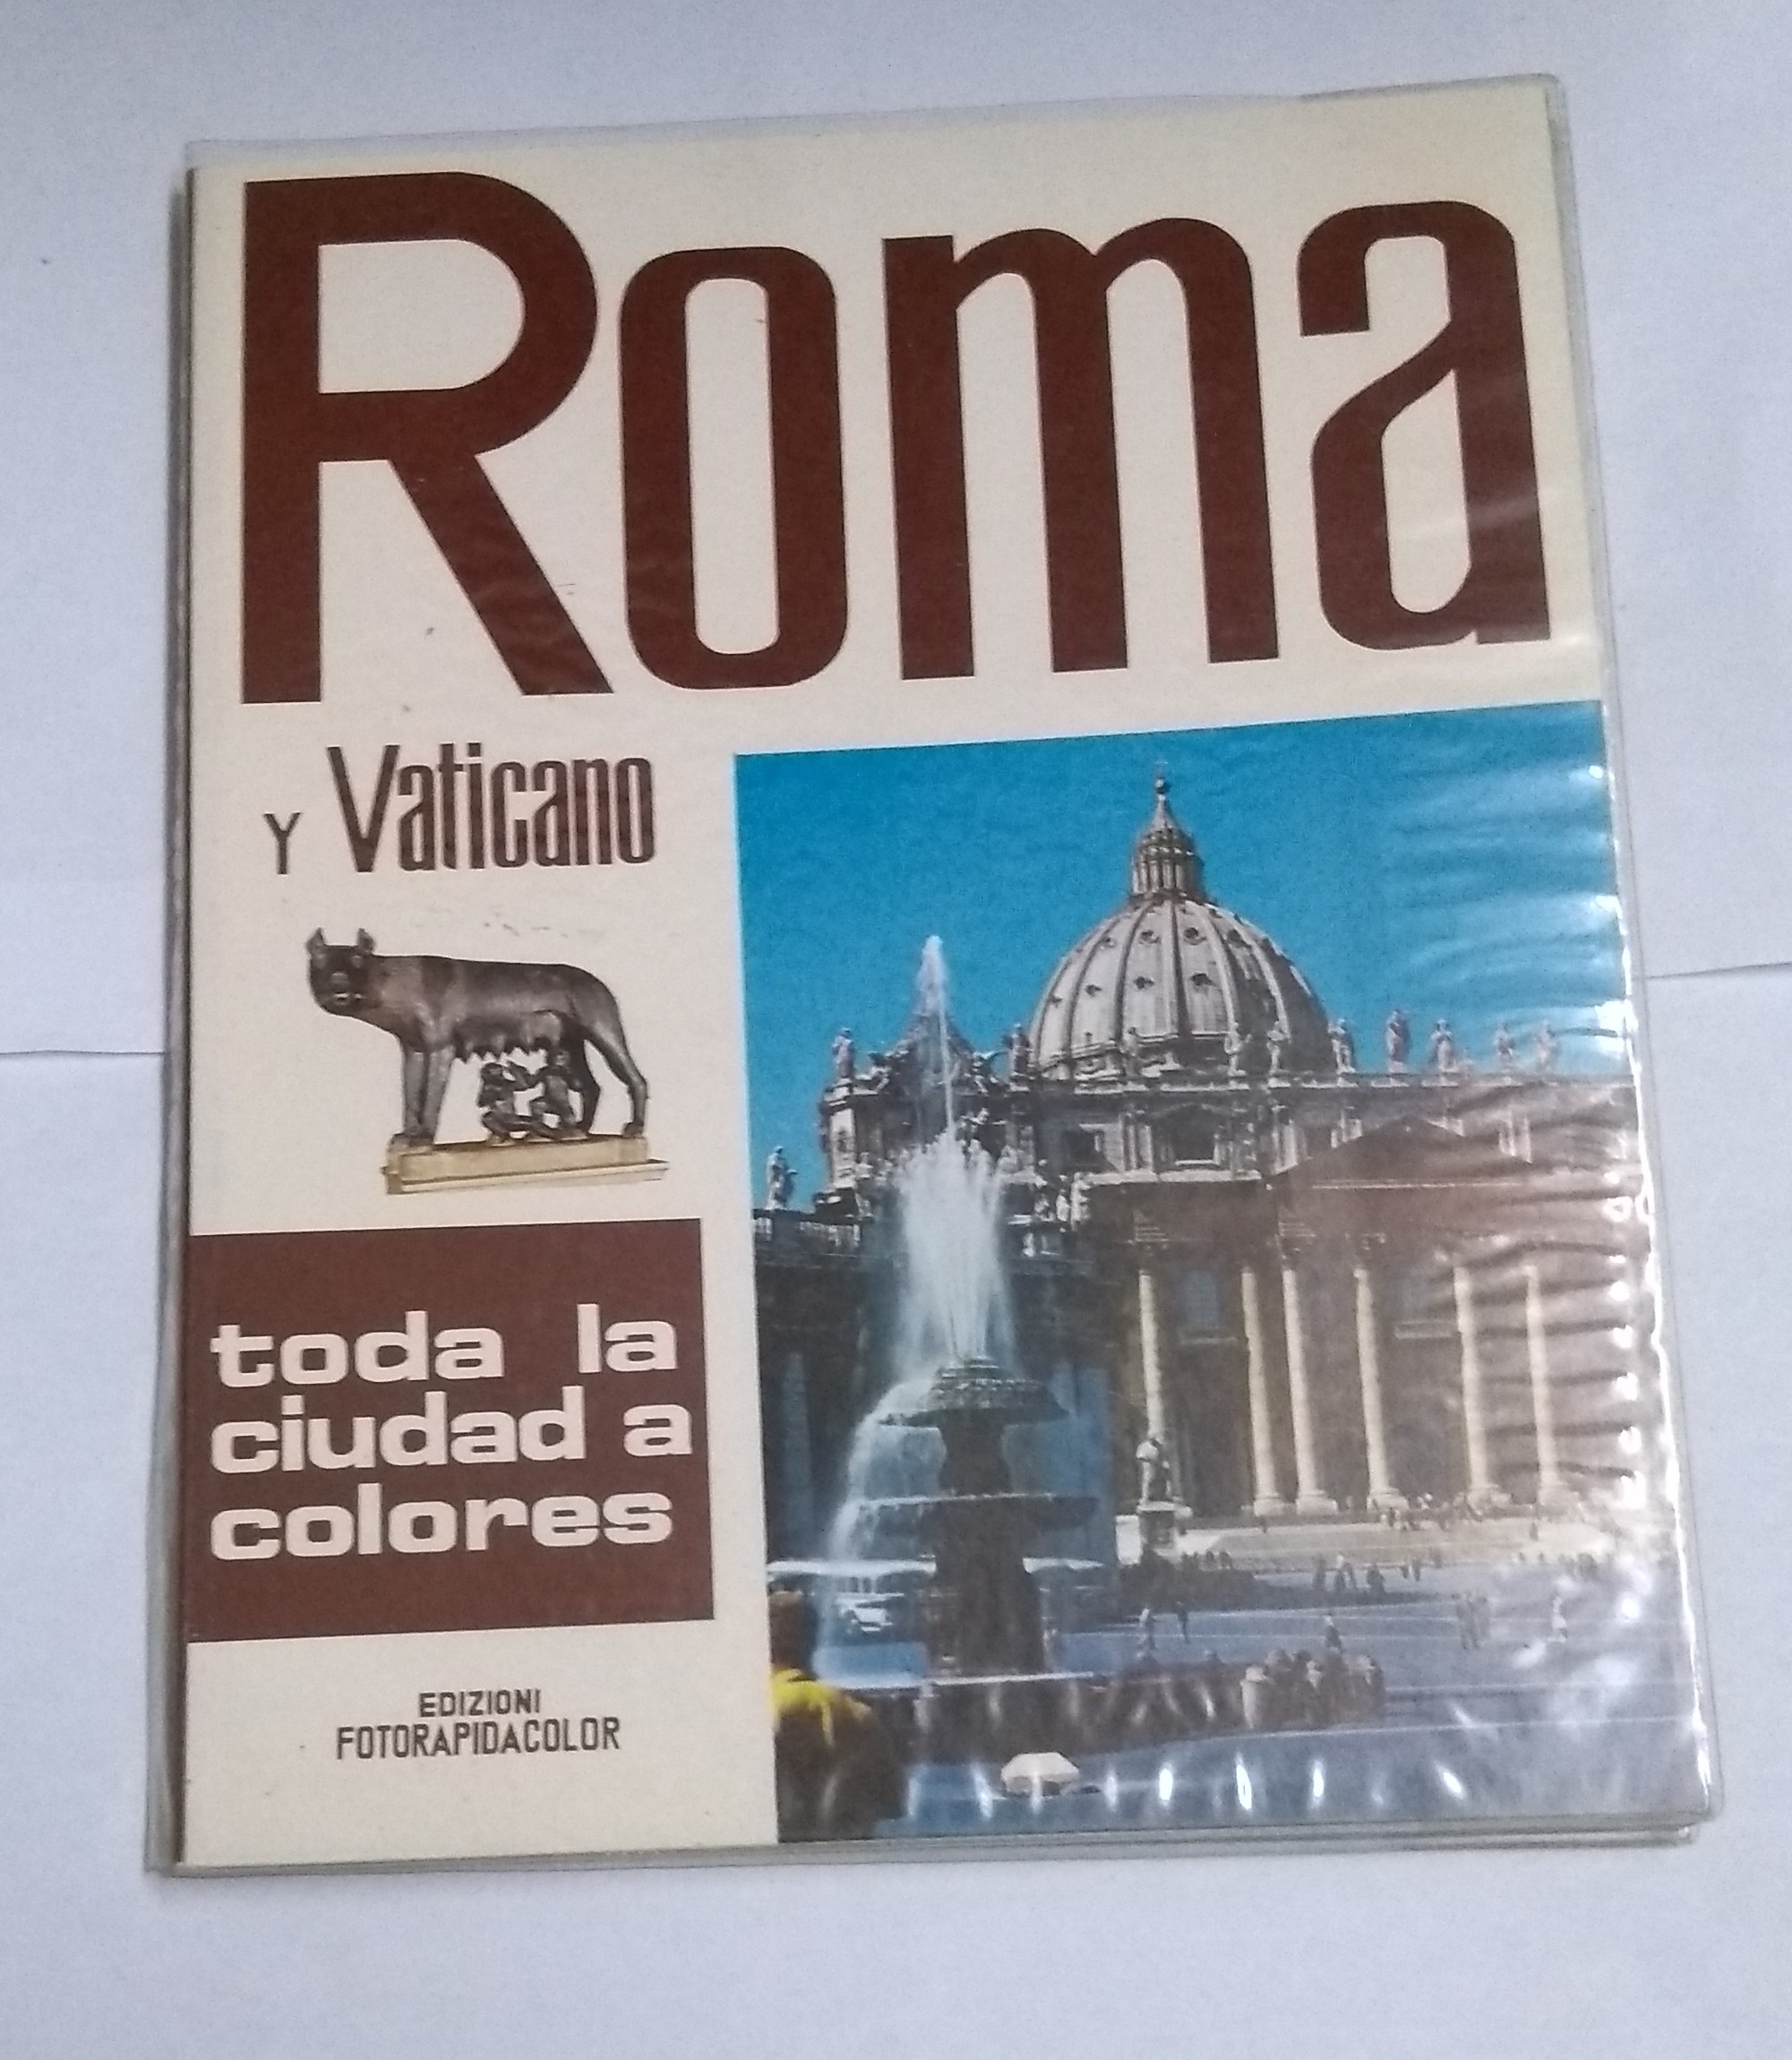 Roma
Y Vaticano
toda la
ciudad a
colores
EDIZIONI
FOTORAPIDACOLOR